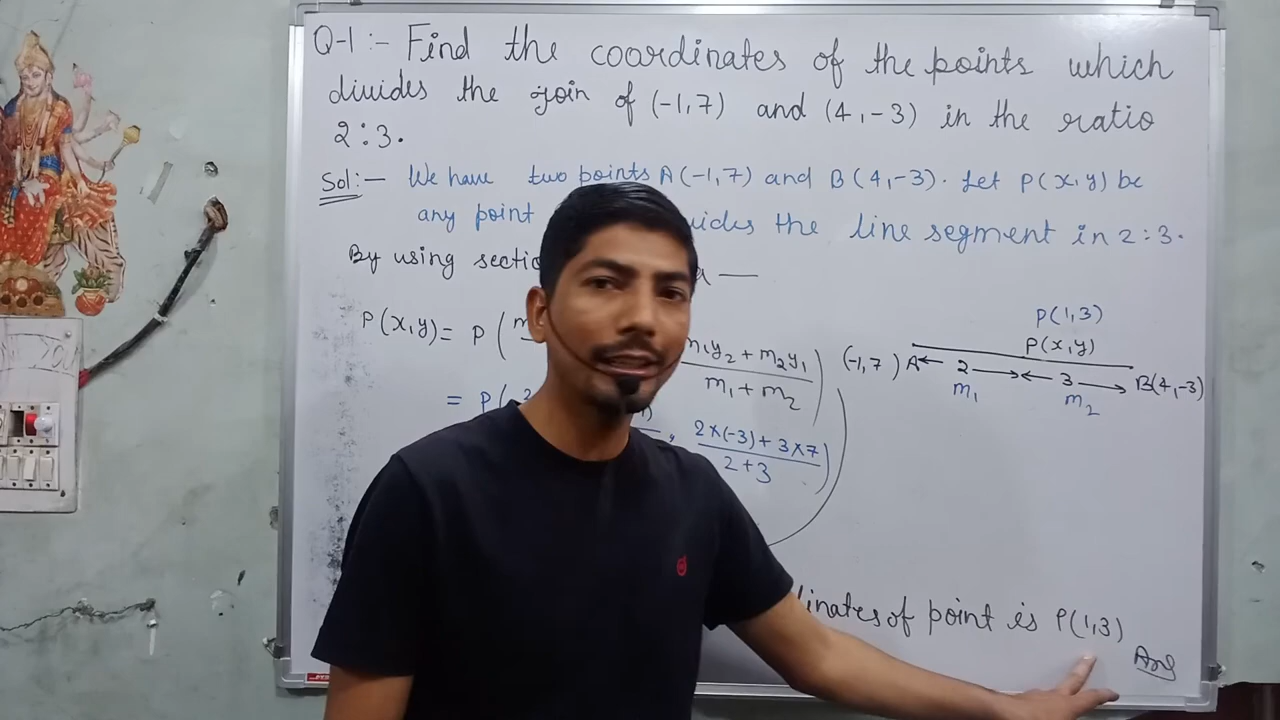 Q-1 :- Find the coordinates of the points which
divides the join of (-1,7) and (4,-3) in the ratio
2:3.
Sol:- We have two points A(-1,7) and B(4,-3). Let P(x,y) be
any point the line segment in 2:3.
By using
P(x,y) = P (
m1y2 + m2y1
m1 + m2
= P(
, 2×(-3) + 3×7
2+3
P(1,3)
P(x,y)
(-1,7) A 2 3 B(4,-3)
m1 m2
of point is P(1,3)
Ans